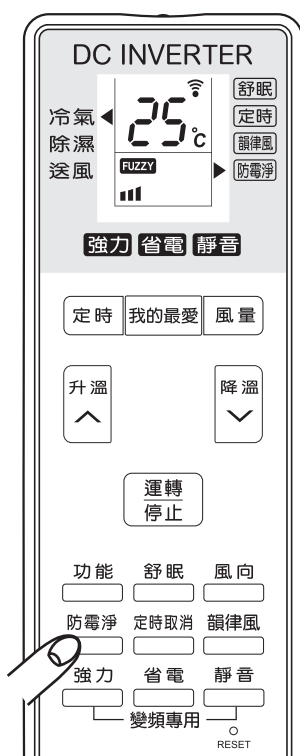 DC INVERTER
舒眠
冷氣 25 °C 定時
除濕 韻律風
送風 FUZZY 防霉淨
強力 省電 靜音
定時 我的最愛 風量
升溫 降溫
運轉
停止
功能 舒眠 風向
防霉淨 定時取消 韻律風
強力 省電 靜音
變頻專用
RESET